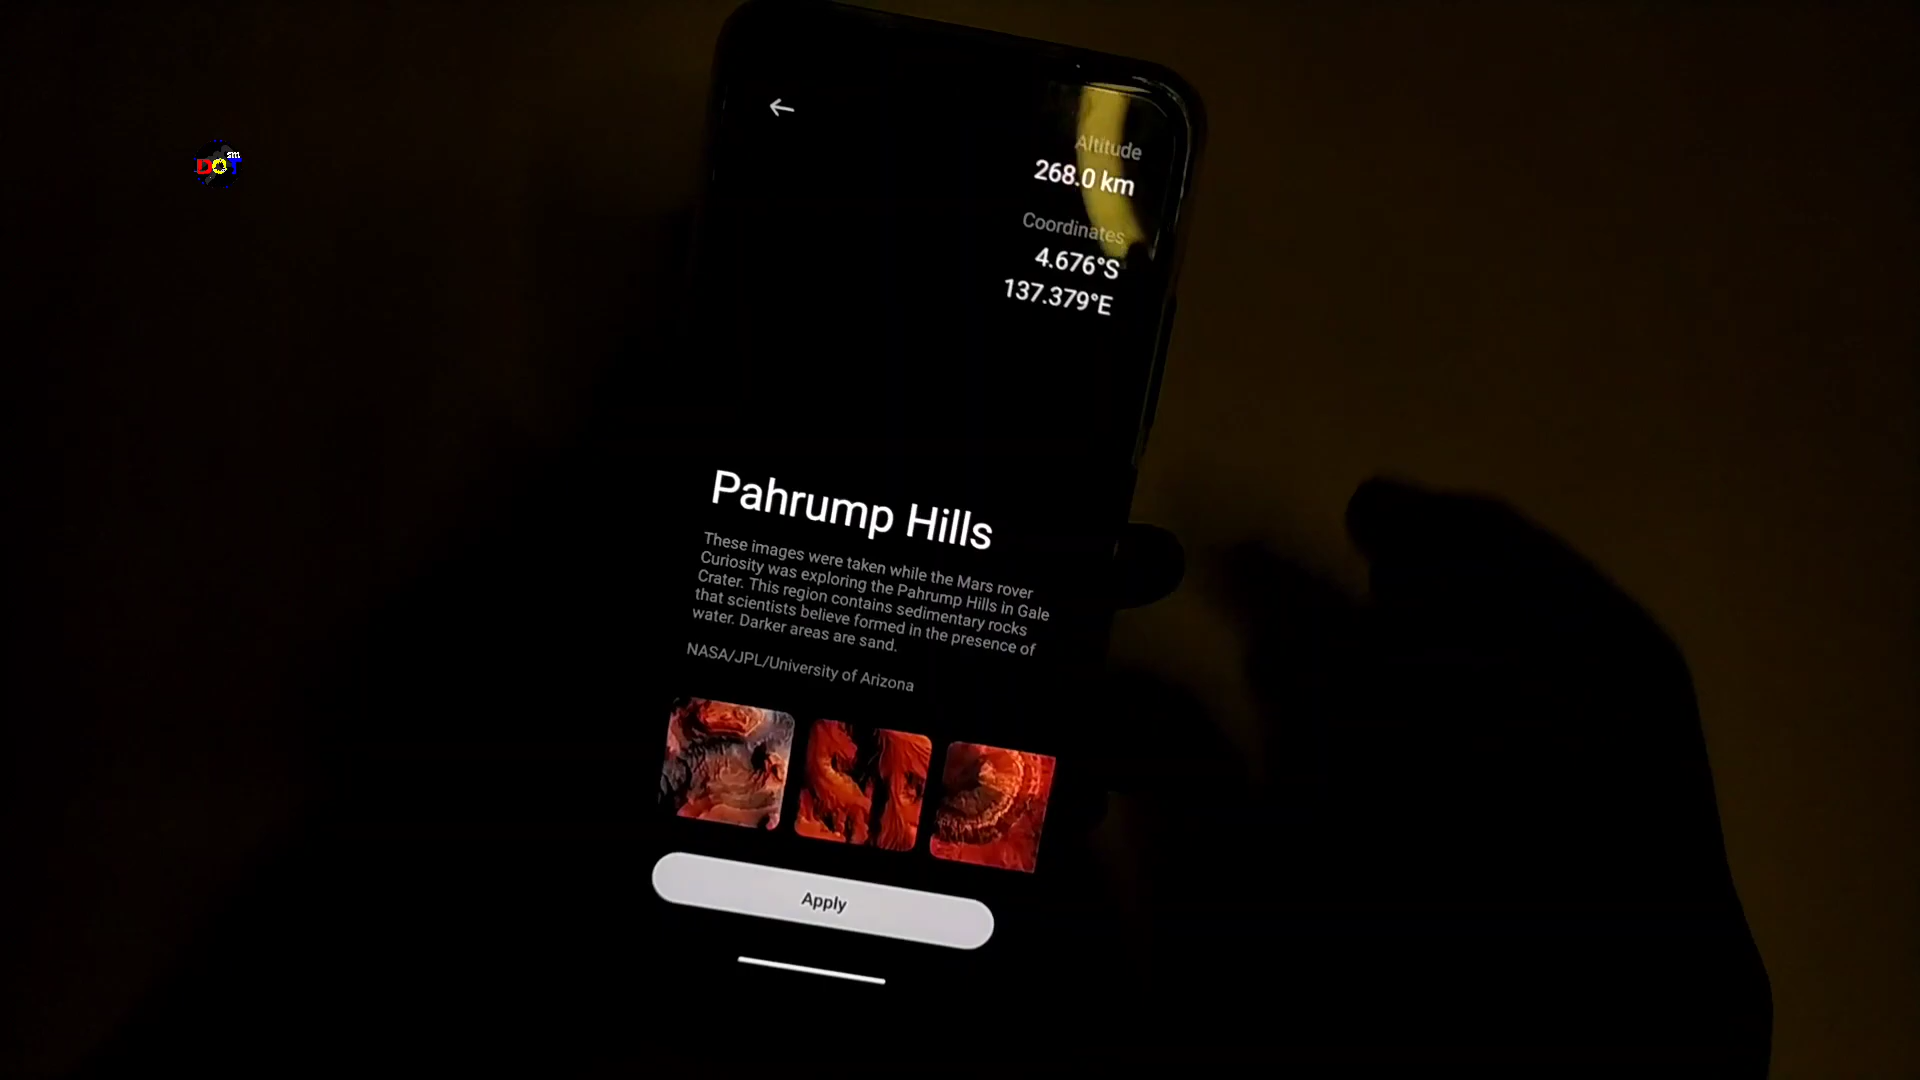 DOT
sm
Altitude
268.0 km
Coordinates
4.676°S
137.379°E
Pahrump Hills
These images were taken while the Mars rover
Curiosity was exploring the Pahrump Hills in Gale
Crater. This region contains sedimentary rocks
that scientists believe formed in the presence of
water. Darker areas are sand.
NASA/JPL/University of Arizona
Apply